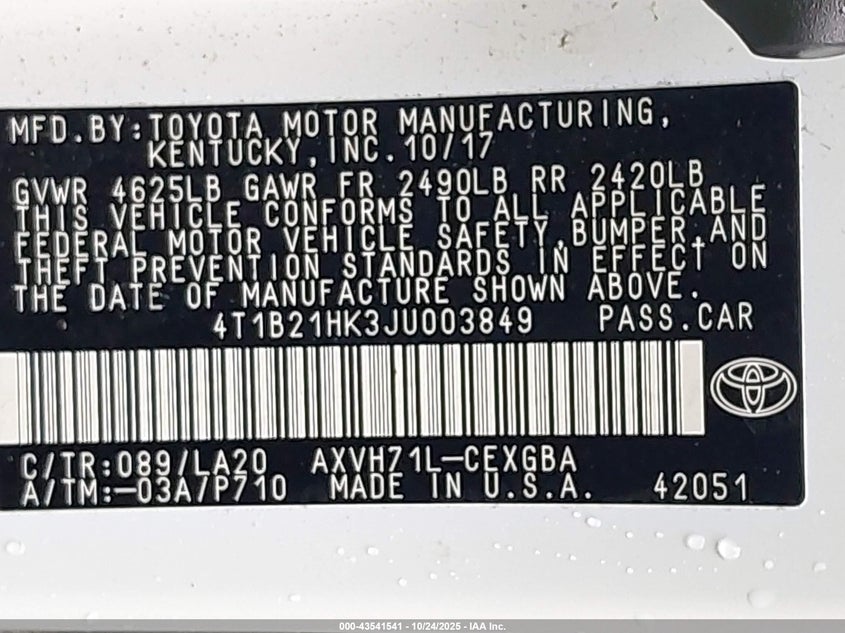 MFD.BY:TOYOTA MOTOR MANUFACTURING,
KENTUCKY,INC.10/17
GVWR 4625LB GAWR FR 2490LB RR 2420LB
THIS VEHICLE CONFORMS TO ALL APPLICABLE
FEDERAL MOTOR VEHICLE SAFETY,BUMPER,AND
THEFT PREVENTION STANDARDS IN EFFECT ON
THE DATE OF MANUFACTURE SHOWN ABOVE.
4T1B21HK3JU003849 PASS.CAR
C/TR:089/LA20 AXVH71L-CEXGBA
A/TM:-03A/P710 MADE IN U.S.A. 42051
000-43541541 - 10/24/2025 - IAA Inc.